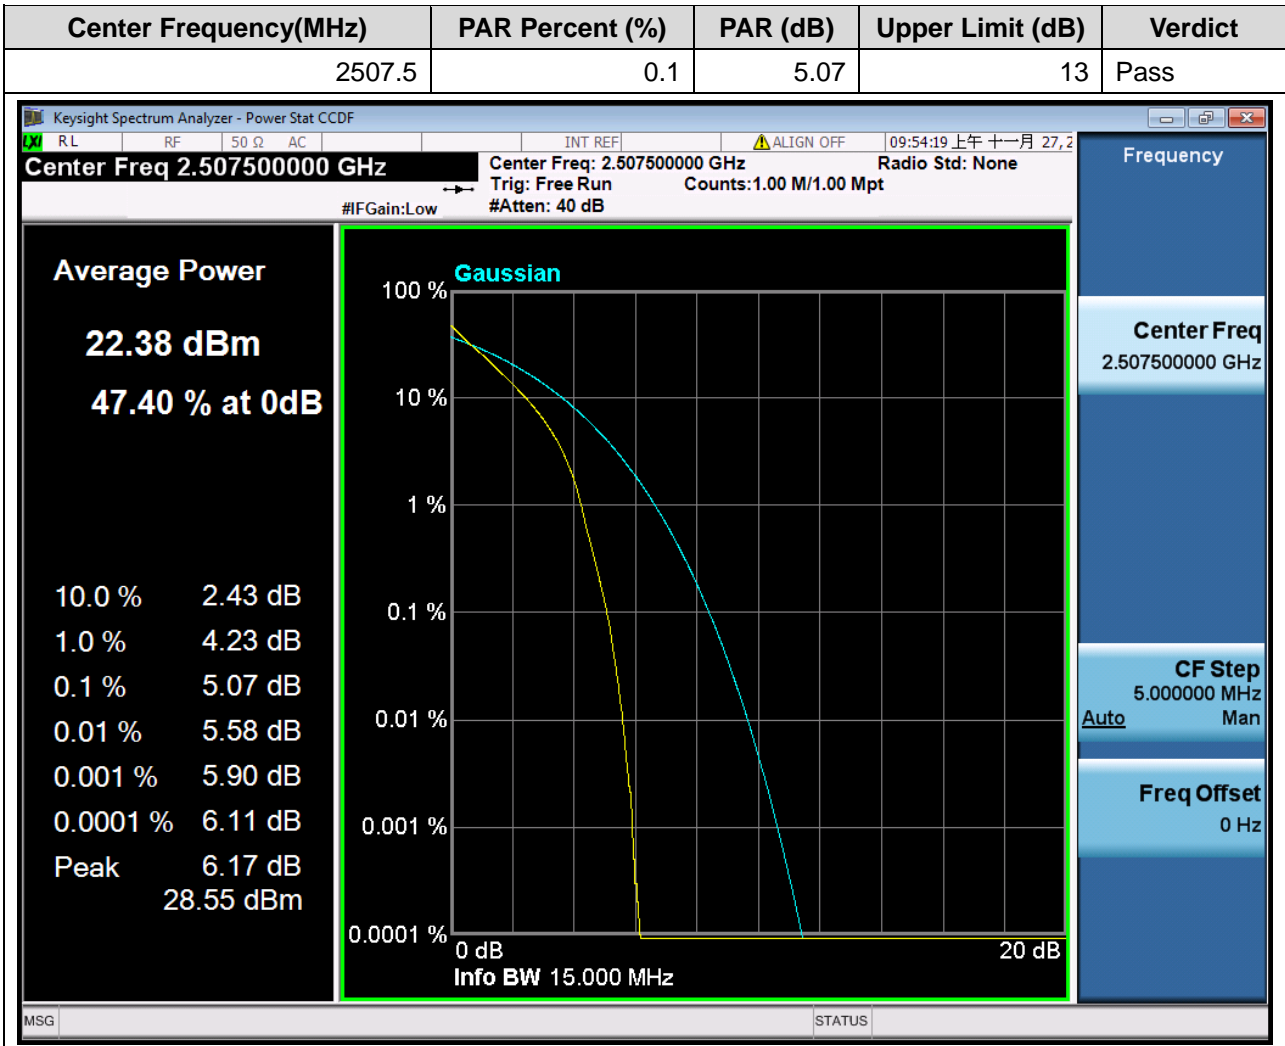 Center Frequency(MHz) PAR Percent (%) PAR (dB) Upper Limit (dB) Verdict
2507.5 0.1 5.07 13 Pass
Keysight Spectrum Analyzer - Power Stat CCDF
LXI RL RF 50 Ω AC INT REF ALIGN OFF 09:54:19 上午 十一月 27, 2
Center Freq 2.507500000 GHz
#IFGain:Low
Center Freq: 2.507500000 GHz Radio Std: None
Trig: Free Run Counts:1.00 M/1.00 Mpt
#Atten: 40 dB
Average Power
22.38 dBm
47.40 % at 0dB
10.0 % 2.43 dB
1.0 % 4.23 dB
0.1 % 5.07 dB
0.01 % 5.58 dB
0.001 % 5.90 dB
0.0001 % 6.11 dB
Peak 6.17 dB
28.55 dBm
Gaussian
100 %
10 %
1 %
0.1 %
0.01 %
0.001 %
0.0001 %
0 dB 20 dB
Info BW 15.000 MHz
Frequency
Center Freq
2.507500000 GHz
CF Step
5.000000 MHz
Auto Man
Freq Offset
0 Hz
MSG STATUS